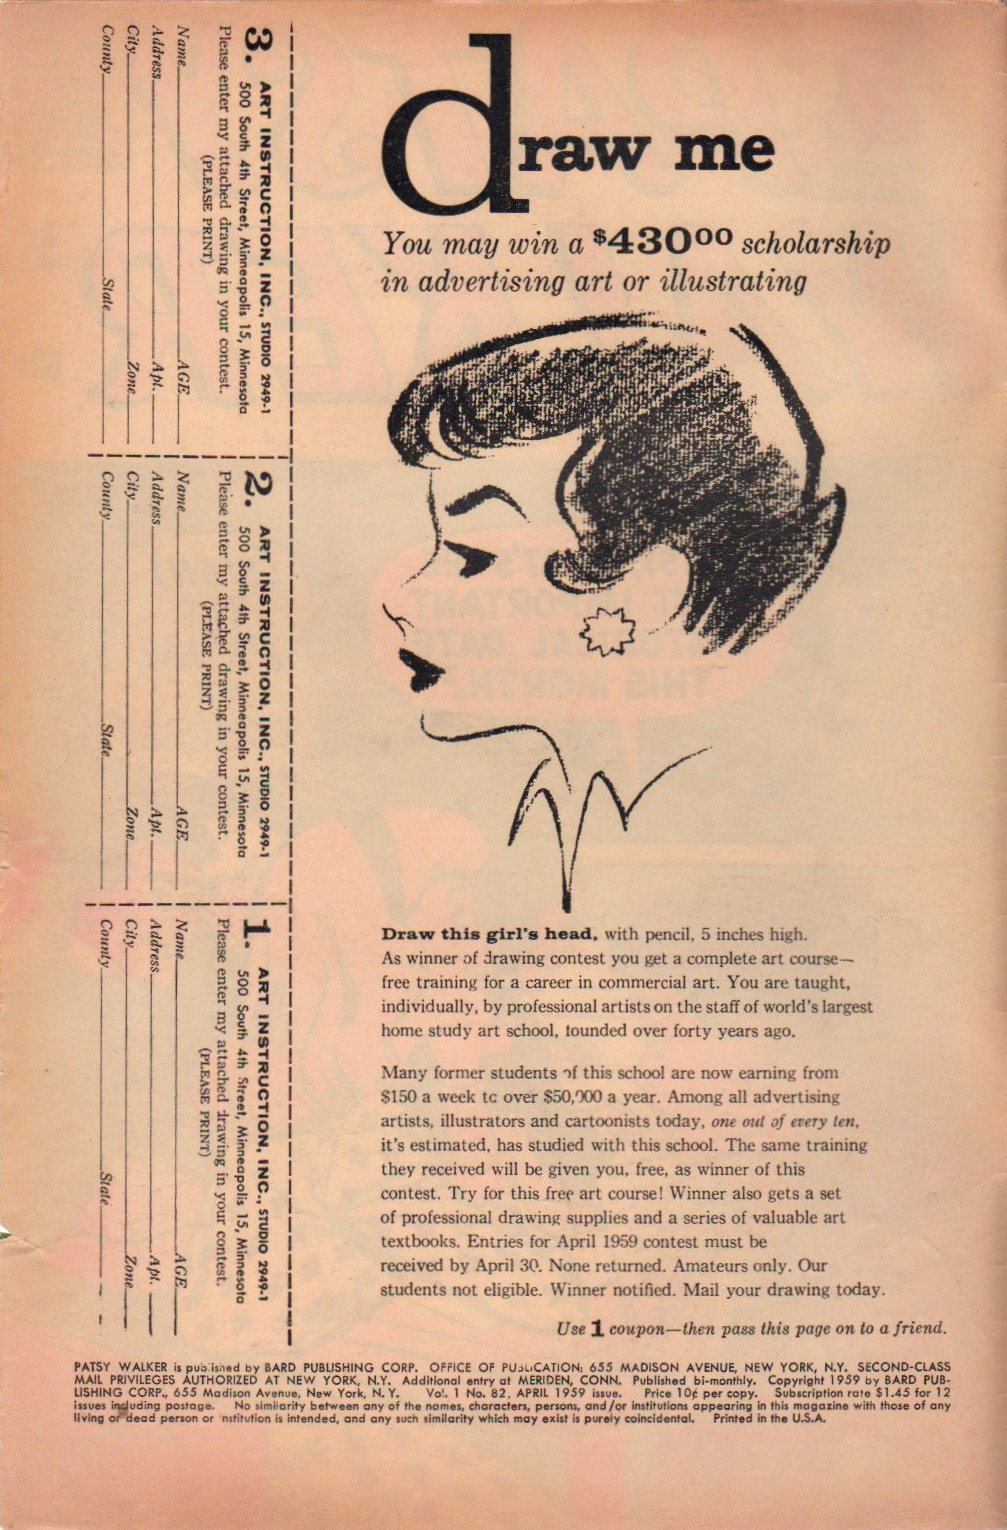 draw me
You may win a $43000 scholarship
in advertising art or illustrating
Draw this girl's head, with pencil, 5 inches high.
As winner of drawing contest you get a complete art course—
free training for a career in commercial art. You are taught,
individually, by professional artists on the staff of world's largest
home study art school, founded over forty years ago.
Many former students of this school are now earning from
$150 a week to over $50,000 a year. Among all advertising
artists, illustrators and cartoonists today, one out of every ten,
it's estimated, has studied with this school. The same training
they received will be given you, free, as winner of this
contest. Try for this free art course! Winner also gets a set
of professional drawing supplies and a series of valuable art
textbooks. Entries for April 1959 contest must be
received by April 30. None returned. Amateurs only. Our
students not eligible. Winner notified. Mail your drawing today.
Use 1 coupon—then pass this page on to a friend.
1. ART INSTRUCTION, INC., STUDIO 2949-1
500 South 4th Street, Minneapolis 15, Minnesota
Please enter my attached drawing in your contest.
(PLEASE PRINT)
Name AGE
Address Apt.
City Zone
County State
2. ART INSTRUCTION, INC., STUDIO 2949-1
500 South 4th Street, Minneapolis 15, Minnesota
Please enter my attached drawing in your contest.
(PLEASE PRINT)
Name AGE
Address Apt.
City Zone
County State
3. ART INSTRUCTION, INC., STUDIO 2949-1
500 South 4th Street, Minneapolis 15, Minnesota
Please enter my attached drawing in your contest.
(PLEASE PRINT)
Name AGE
Address Apt.
City Zone
County State
PATSY WALKER is published by BARD PUBLISHING CORP. OFFICE OF PUBLICATION: 655 MADISON AVENUE, NEW YORK, N.Y. SECOND-CLASS
MAIL PRIVILEGES AUTHORIZED AT NEW YORK, N.Y. Additional entry at MERIDEN, CONN. Published bi-monthly. Copyright 1959 by BARD PUB-
LISHING CORP., 655 Madison Avenue, New York, N. Y. Vol. 1 No. 82, APRIL 1959 issue. Price 10¢ per copy. Subscription rate $1.45 for 12
issues including postage. No similarity between any of the names, characters, persons, and/or institutions appearing in this magazine with those of any
living or dead person or institution is intended, and any such similarity which may exist is purely coincidental. Printed in the U.S.A.